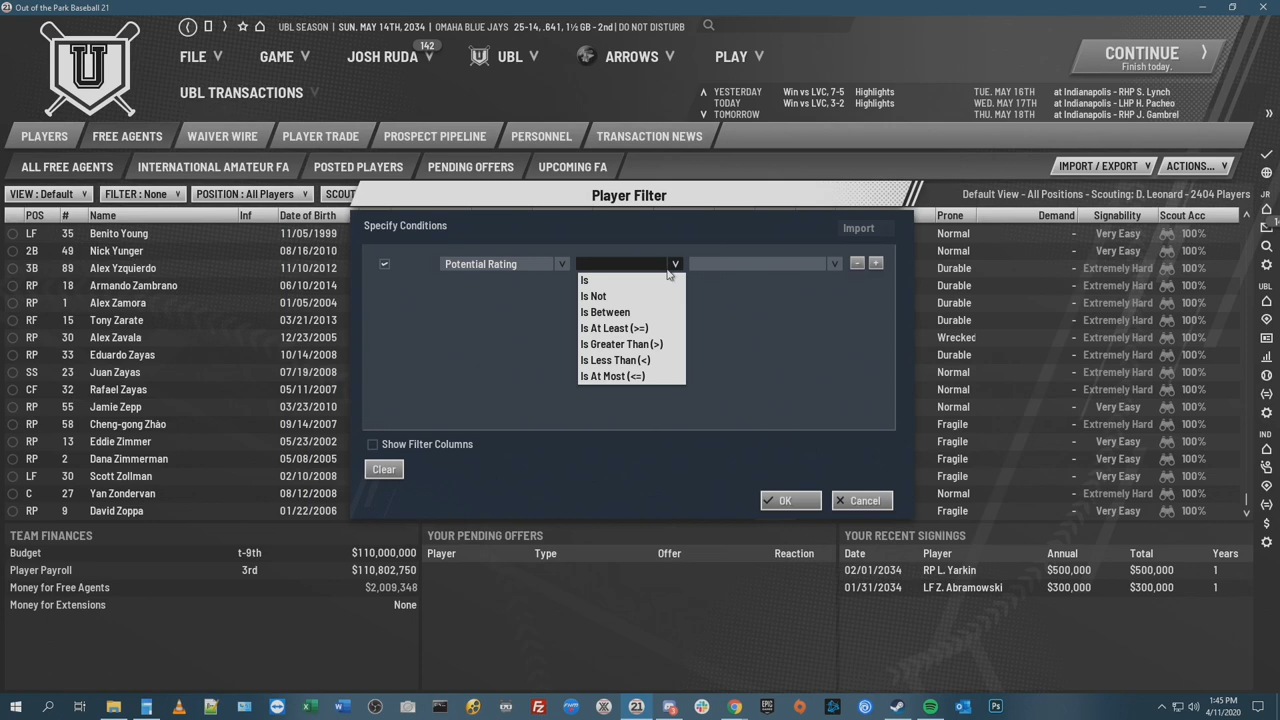 21 Out of the Park Baseball 21
UBL SEASON | SUN. MAY 14TH, 2034 | OMAHA BLUE JAYS 25-14, .641, 1½ GB - 2nd | DO NOT DISTURB
FILE GAME JOSH RUDA 142 UBL ARROWS PLAY
CONTINUE
Finish today.
UBL TRANSACTIONS
YESTERDAY Win vs LVC, 7-5 Highlights TUE. MAY 16TH at Indianapolis - RHP S. Lynch
TODAY Win vs LVC, 3-2 Highlights WED. MAY 17TH at Indianapolis - LHP H. Pacheo
TOMORROW THU. MAY 18TH at Indianapolis - RHP J. Gambrel
PLAYERS FREE AGENTS WAIVER WIRE PLAYER TRADE PROSPECT PIPELINE PERSONNEL TRANSACTION NEWS
ALL FREE AGENTS INTERNATIONAL AMATEUR FA POSTED PLAYERS PENDING OFFERS UPCOMING FA IMPORT / EXPORT ACTIONS...
VIEW : Default FILTER : None POSITION : All Players SCOUT Player Filter Default View - All Positions - Scouting: D. Leonard - 2404 Players
POS # Name Inf Date of Birth Prone Demand Signability Scout Acc
LF 35 Benito Young 11/05/1999 Normal - Very Easy 100%
2B 49 Nick Yunger 08/16/2010 Normal - Extremely Hard 100%
3B 89 Alex Yzquierdo 11/10/2012 Durable - Extremely Hard 100%
RP 18 Armando Zambrano 06/10/2014 Durable - Extremely Hard 100%
RP 1 Alex Zamora 01/05/2004 Durable - Extremely Hard 100%
RF 15 Tony Zarate 03/21/2013 Durable - Extremely Hard 100%
RP 30 Alex Zavala 12/23/2005 Wrecked - Extremely Hard 100%
RP 33 Eduardo Zayas 10/14/2008 Durable - Extremely Hard 100%
SS 23 Juan Zayas 07/19/2008 Normal - Extremely Hard 100%
CF 32 Rafael Zayas 05/11/2007 Normal - Extremely Hard 100%
RP 55 Jamie Zepp 03/23/2010 Normal - Very Easy 100%
RP 58 Cheng-gong Zhào 09/14/2007 Fragile - Extremely Hard 100%
RP 13 Eddie Zimmer 05/23/2002 Normal - Very Easy 100%
RP 2 Dana Zimmerman 05/08/2005 Fragile - Extremely Hard 100%
LF 30 Scott Zollman 02/21/2011 Fragile - Very Easy 100%
C 27 Yan Zondervan 08/12/2008 Normal - Extremely Hard 100%
RP 9 David Zoppa 01/22/2006 Fragile - Very Easy 100%
Specify Conditions
Import
Potential Rating
- +
Is
Is Not
Is Between
Is At Least (>=)
Is Greater Than (>)
Is Less Than (<)
Is At Most (<=)
Show Filter Columns
Clear
OK Cancel
UBL
IND
TEAM FINANCES
Budget t-9th $110,000,000
Player Payroll 3rd $110,802,750
Money for Free Agents $2,009,348
Money for Extensions None
YOUR PENDING OFFERS
Player Type Offer Reaction
YOUR RECENT SIGNINGS
Date Player Annual Total Years
02/01/2034 RP L. Yarkin $500,000 $500,000 1
01/31/2034 LF Z. Abramowski $300,000 $300,000 1
1:45 PM
4/11/2020